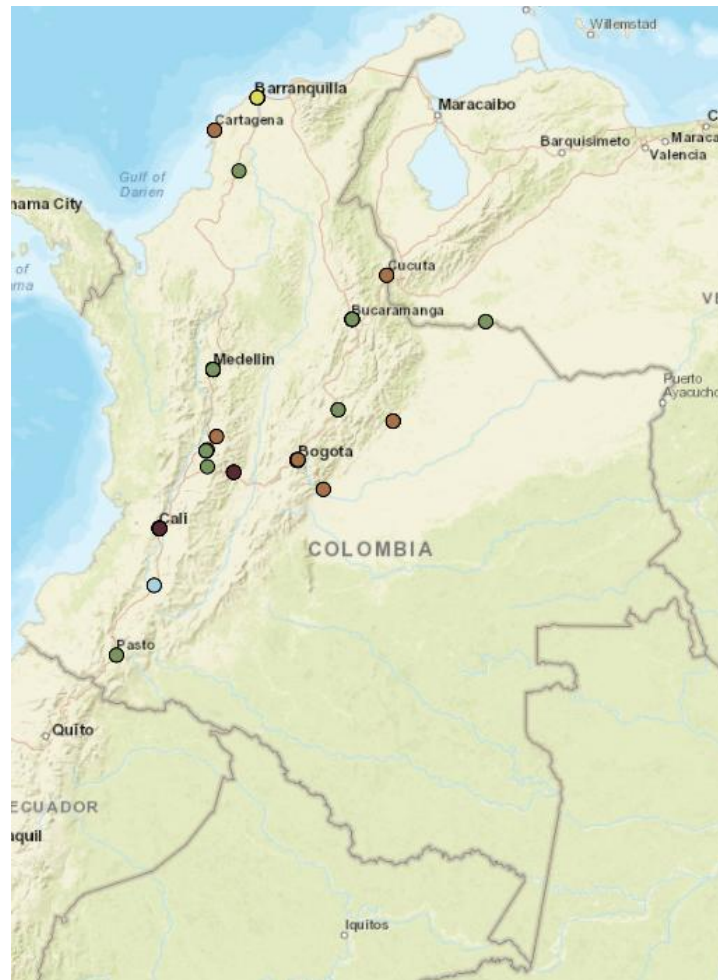 Willemstad
Barranquilla
Maracaibo
Cartagena
Barquisimeto
Maraca
Valencia
Gulf of
Darien
nama City
of
Cucuta
VE
Bucaramanga
Medellin
Puerto
Ayacucho
Bogota
Cali
COLOMBIA
Pasto
Quito
ECUADOR
aquil
Iquitos